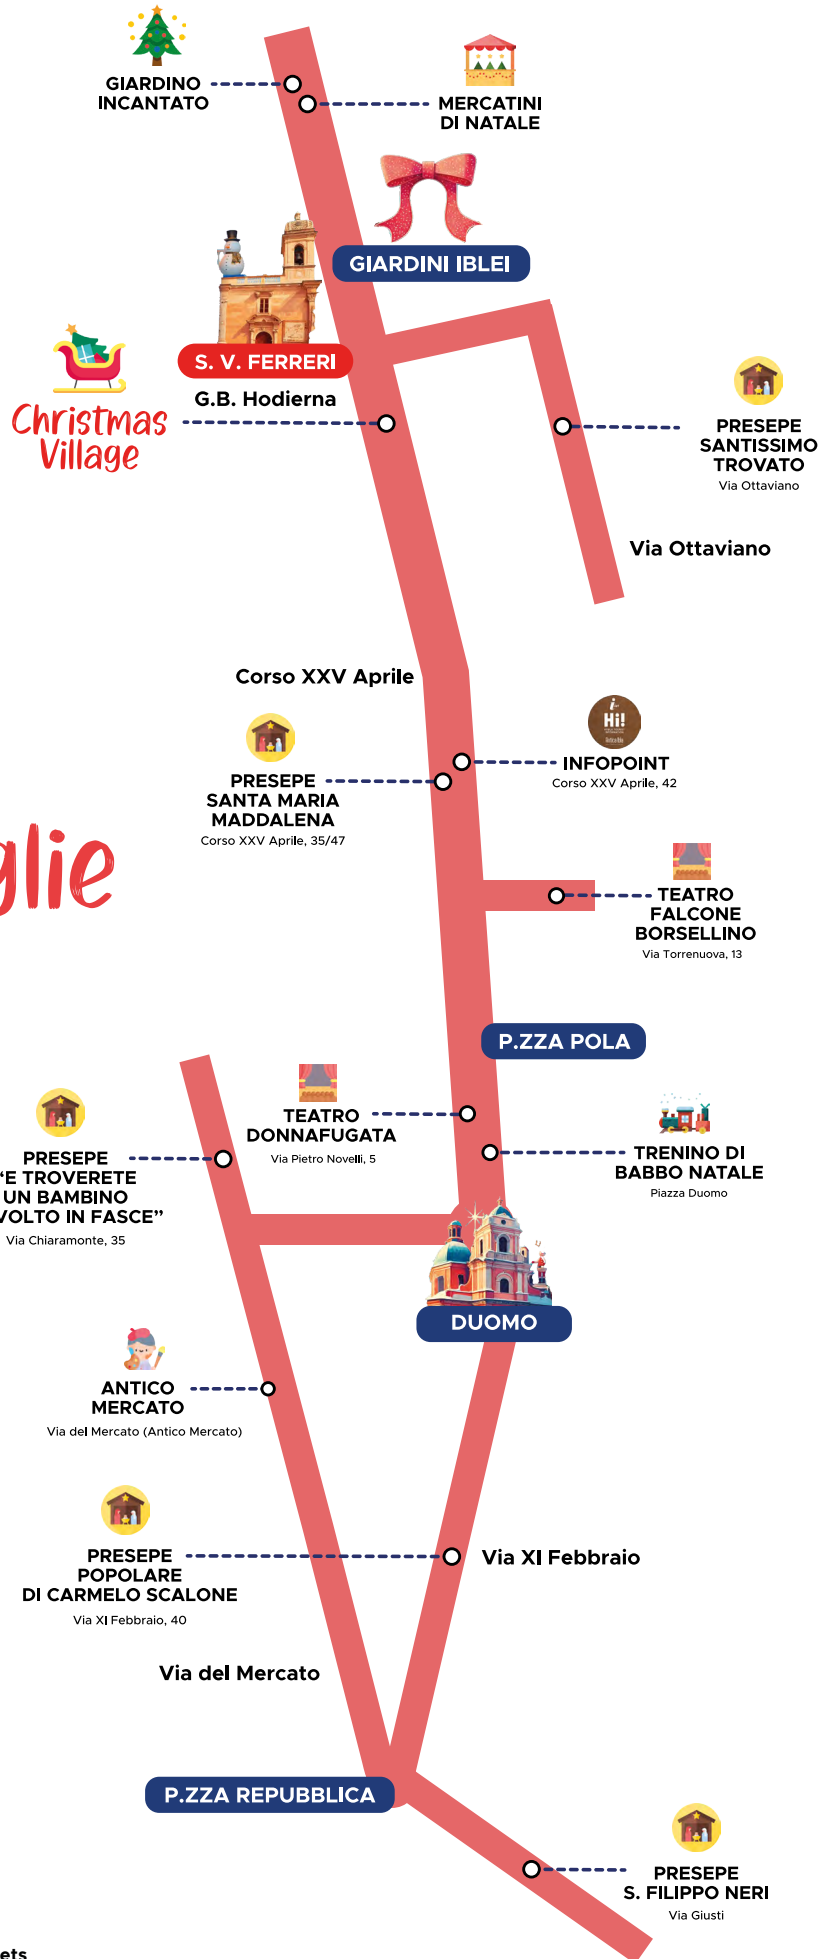 GIARDINO
INCANTATO
MERCATINI
DI NATALE
GIARDINI IBLEI
S. V. FERRERI
G.B. Hodierna
Christmas
Village
PRESEPE
SANTISSIMO
TROVATO
Via Ottaviano
Via Ottaviano
Corso XXV Aprile
i
Hi!
INFOPOINT
Corso XXV Aprile, 42
PRESEPE
SANTA MARIA
MADDALENA
Corso XXV Aprile, 35/47
glie
TEATRO
FALCONE
BORSELLINO
Via Torrenuova, 13
P.ZZA POLA
TEATRO
DONNAFUGATA
Via Pietro Novelli, 5
TRENINO DI
BABBO NATALE
Piazza Duomo
PRESEPE
“E TROVERETE
UN BAMBINO
VOLTO IN FASCE”
Via Chiaramonte, 35
DUOMO
ANTICO
MERCATO
Via del Mercato (Antico Mercato)
PRESEPE
POPOLARE
DI CARMELO SCALONE
Via XI Febbraio, 40
Via XI Febbraio
Via del Mercato
P.ZZA REPUBBLICA
PRESEPE
S. FILIPPO NERI
Via Giusti
ets